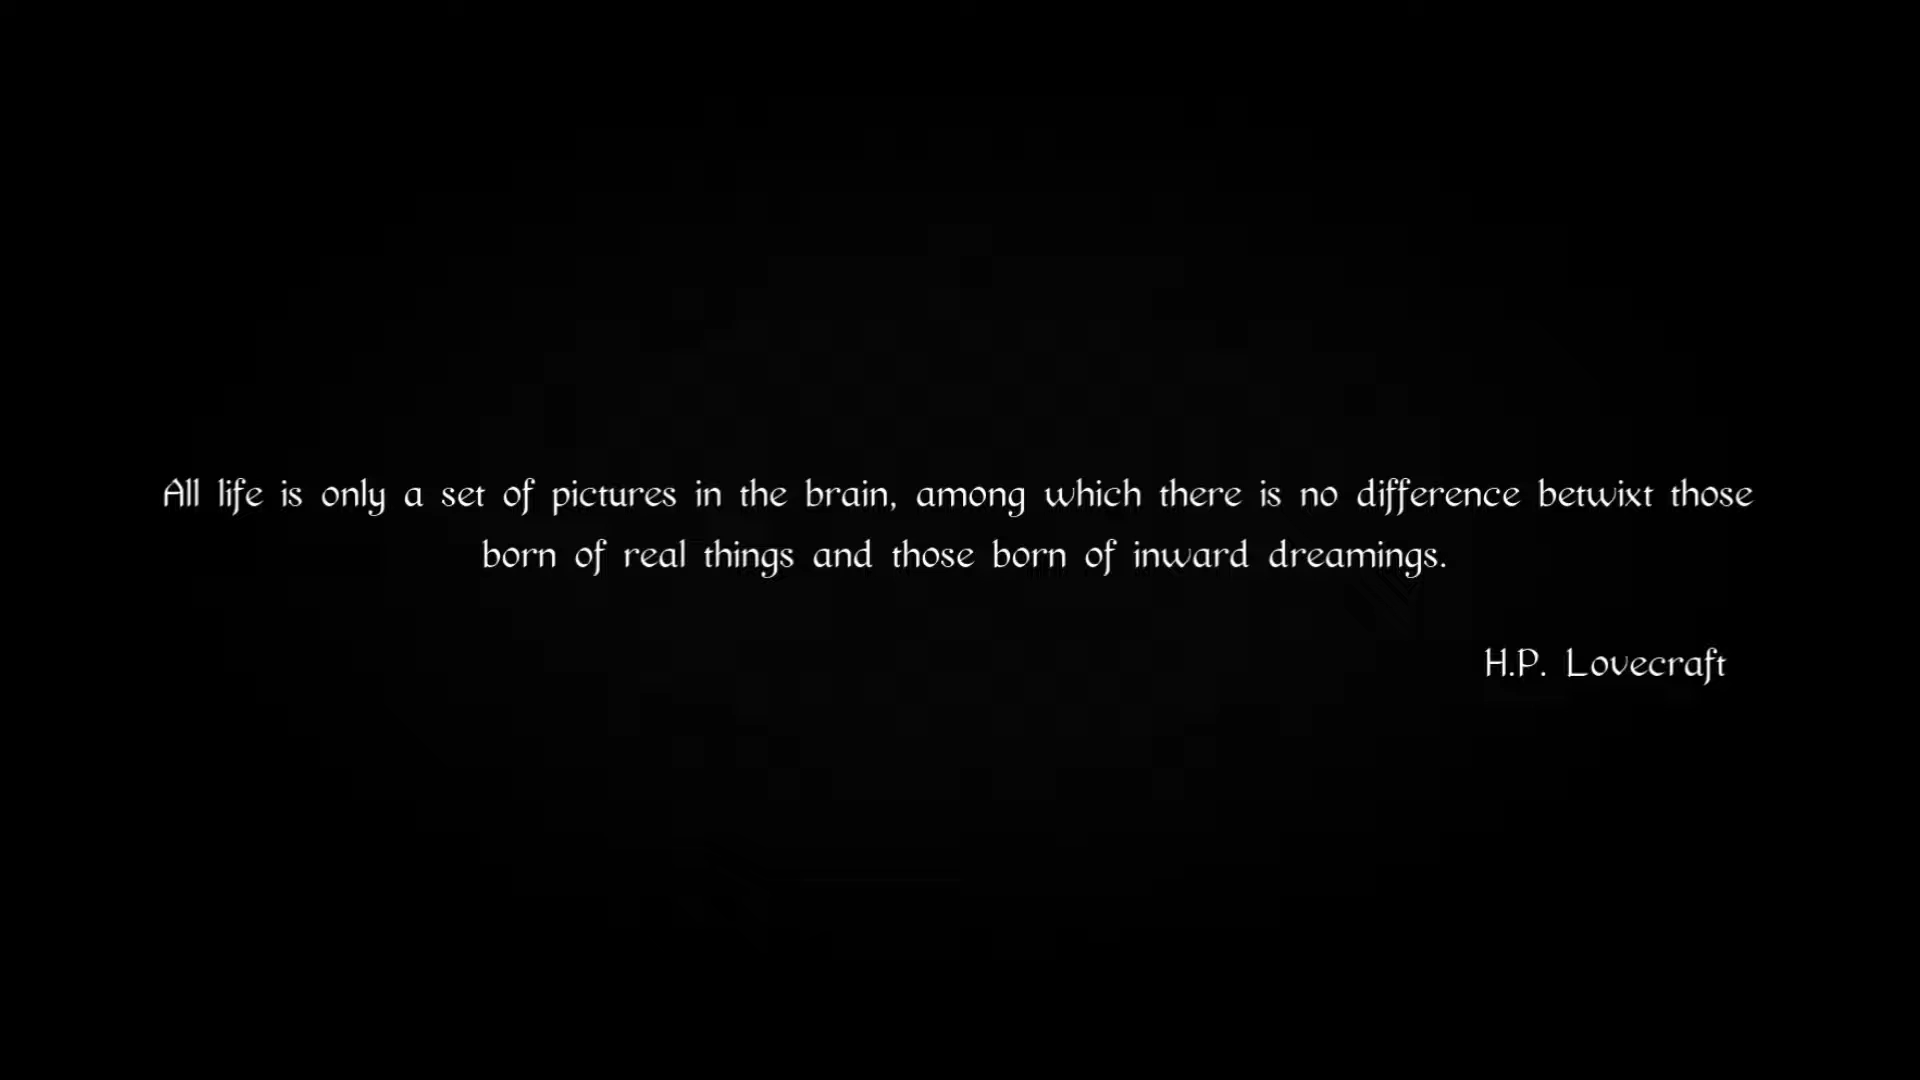 All life is only a set of pictures in the brain, among which there is no difference betwixt those
born of real things and those born of inward dreamings.
H.P. Lovecraft